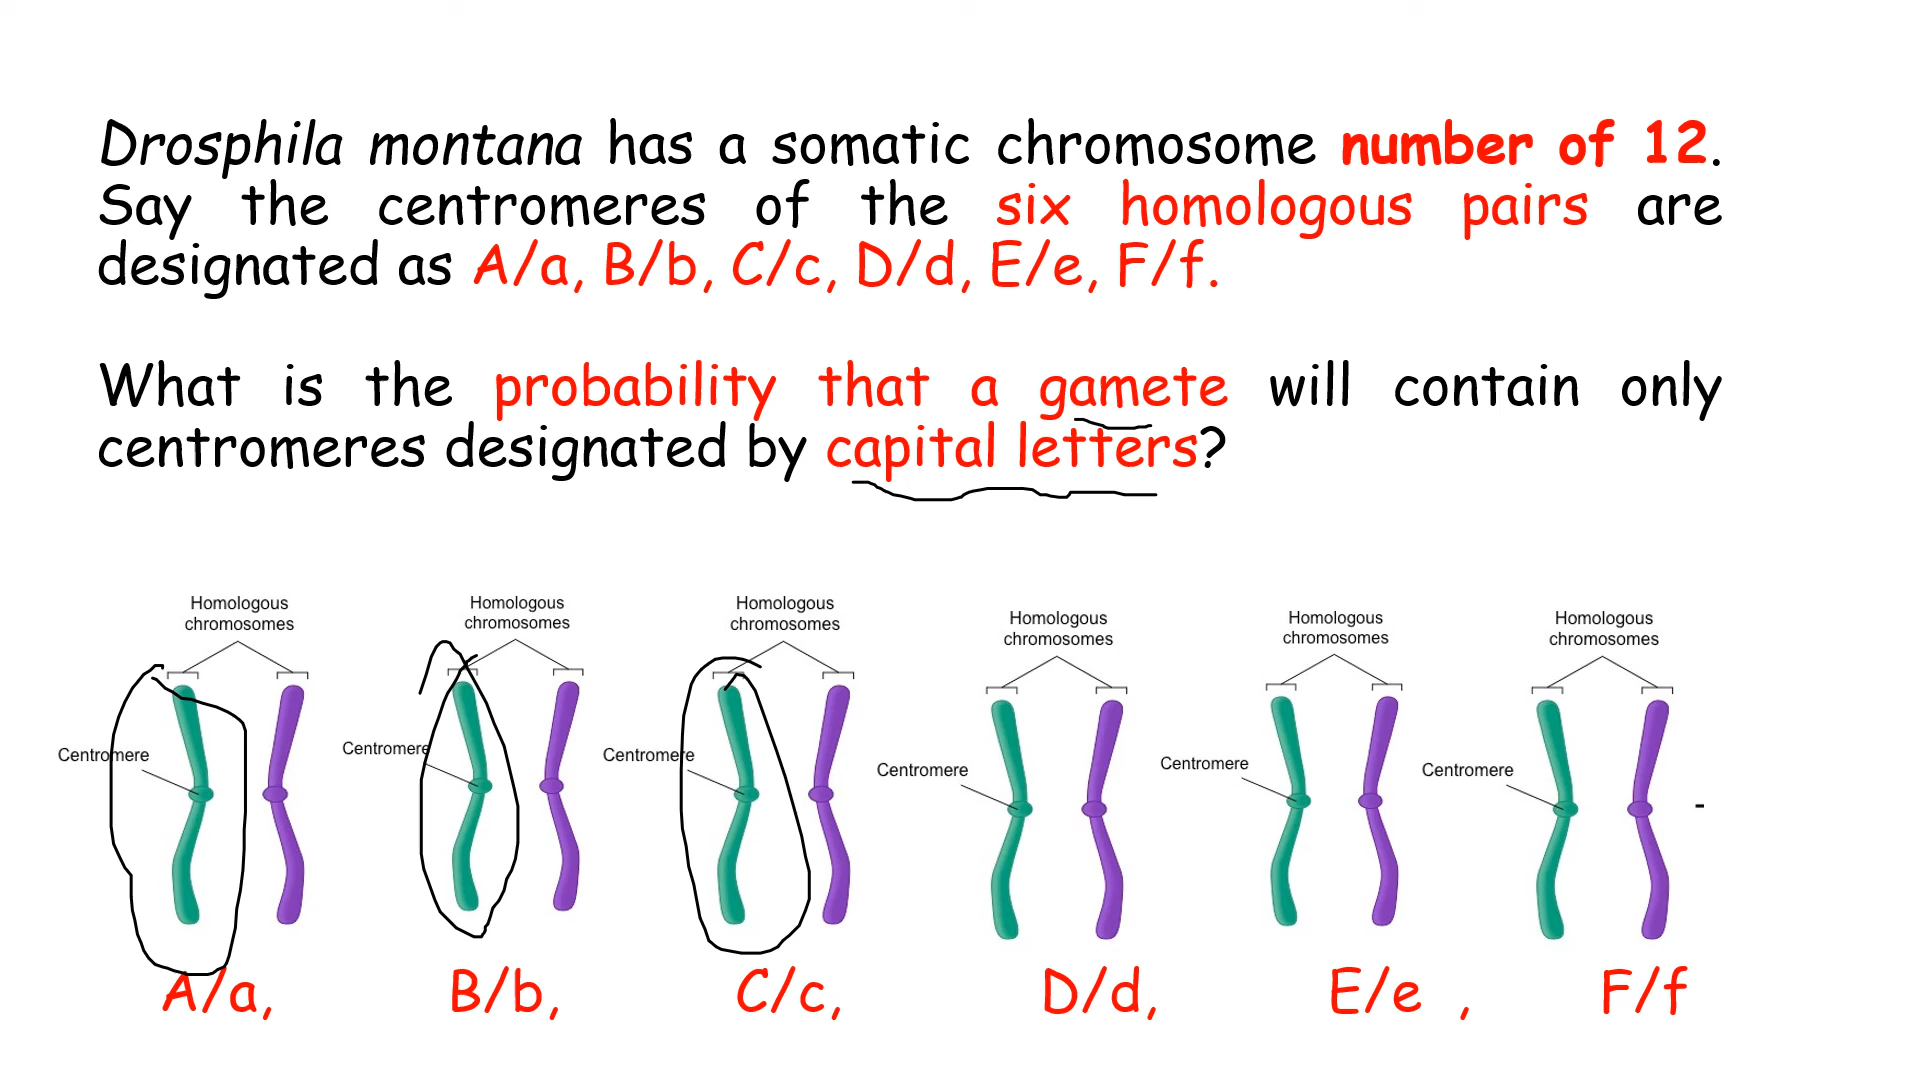 Drosphila montana has a somatic chromosome number of 12.
Say the centromeres of the six homologous pairs are
designated as A/a, B/b, C/c, D/d, E/e, F/f.
What is the probability that a gamete will contain only
centromeres designated by capital letters?
Homologous
chromosomes
Centromere
A/a,
Homologous
chromosomes
Centromere
B/b,
Homologous
chromosomes
Centromere
C/c,
Homologous
chromosomes
Centromere
D/d,
Homologous
chromosomes
Centromere
E/e ,
Homologous
chromosomes
Centromere
F/f
-